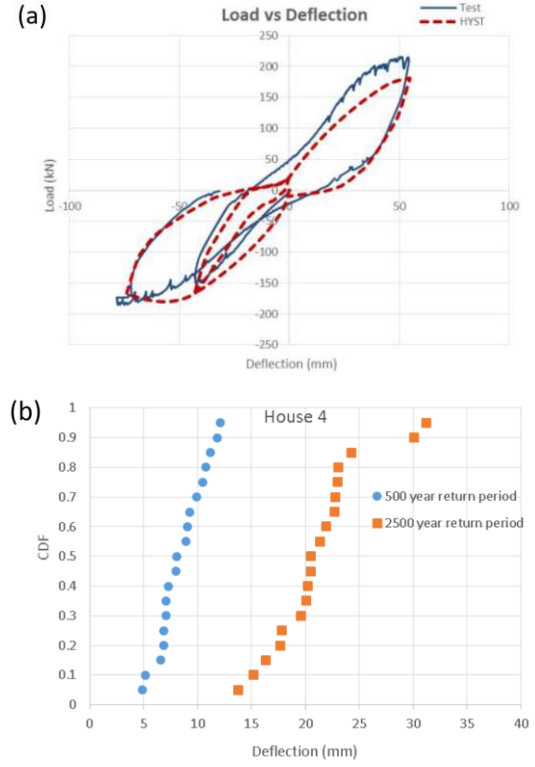 (a)
Load vs Deflection
Test
HYST
250
200
150
100
50
0
-50
-100
-150
-200
-250
-100
-50
50
100
Load (kN)
Deflection (mm)
(b)
House 4
1
0.9
0.8
0.7
0.6
0.5
0.4
0.3
0.2
0.1
0
CDF
500 year return period
2500 year return period
0 5 10 15 20 25 30 35 40
Deflection (mm)